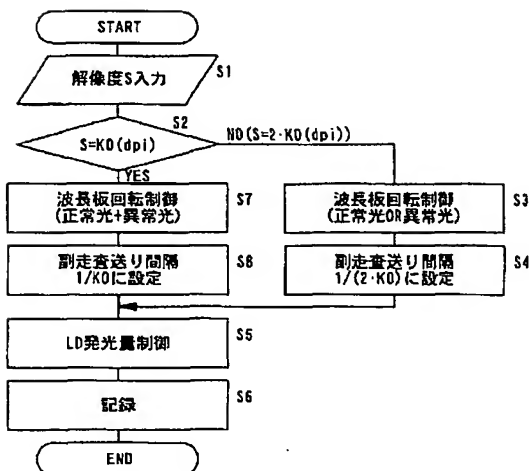 START
解像度S入力
S1
S2
S=K0(dpi)
NO(S=2·K0(dpi))
YES
波長板回転制御
(正常光+異常光)
S7
波長板回転制御
(正常光OR異常光)
S3
副走査送り間隔
1/K0に設定
S8
副走査送り間隔
1/(2·K0)に設定
S4
LD発光量制御
S5
記録
S6
END